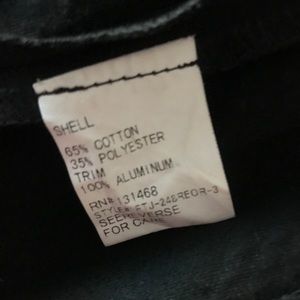 SHELL
65% COTTON
35% POLYESTER
TRIM
100% ALUMINUM
RN# 131468
SEE REVERSE
FOR CARE